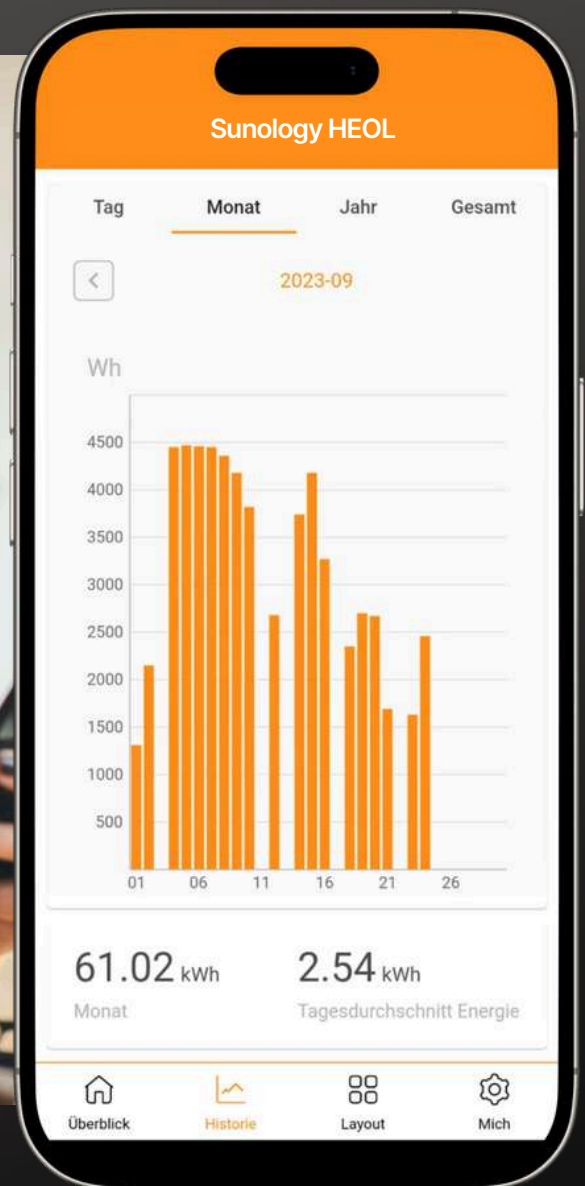 Sunology HEOL
Tag Monat Jahr Gesamt
2023-09
Wh
4500
4000
3500
3000
2500
2000
1500
1000
500
01 06 11 16 21 26
61.02 kWh 2.54 kWh
Monat Tagesdurchschnitt Energie
Überblick Historie Layout Mich